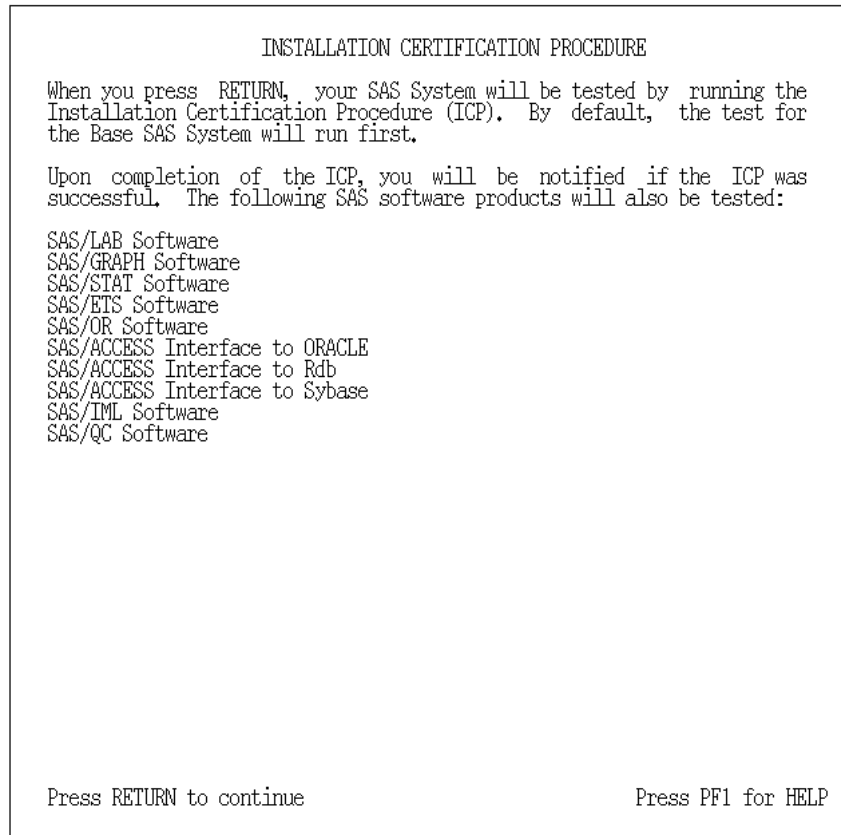 INSTALLATION CERTIFICATION PROCEDURE
When you press RETURN, your SAS System will be tested by running the
Installation Certification Procedure (ICP). By default, the test for
the Base SAS System will run first.
Upon completion of the ICP, you will be notified if the ICP was
successful. The following SAS software products will also be tested:
SAS/LAB Software
SAS/GRAPH Software
SAS/STAT Software
SAS/ETS Software
SAS/OR Software
SAS/ACCESS Interface to ORACLE
SAS/ACCESS Interface to Rdb
SAS/ACCESS Interface to Sybase
SAS/IML Software
SAS/QC Software
Press RETURN to continue Press PF1 for HELP